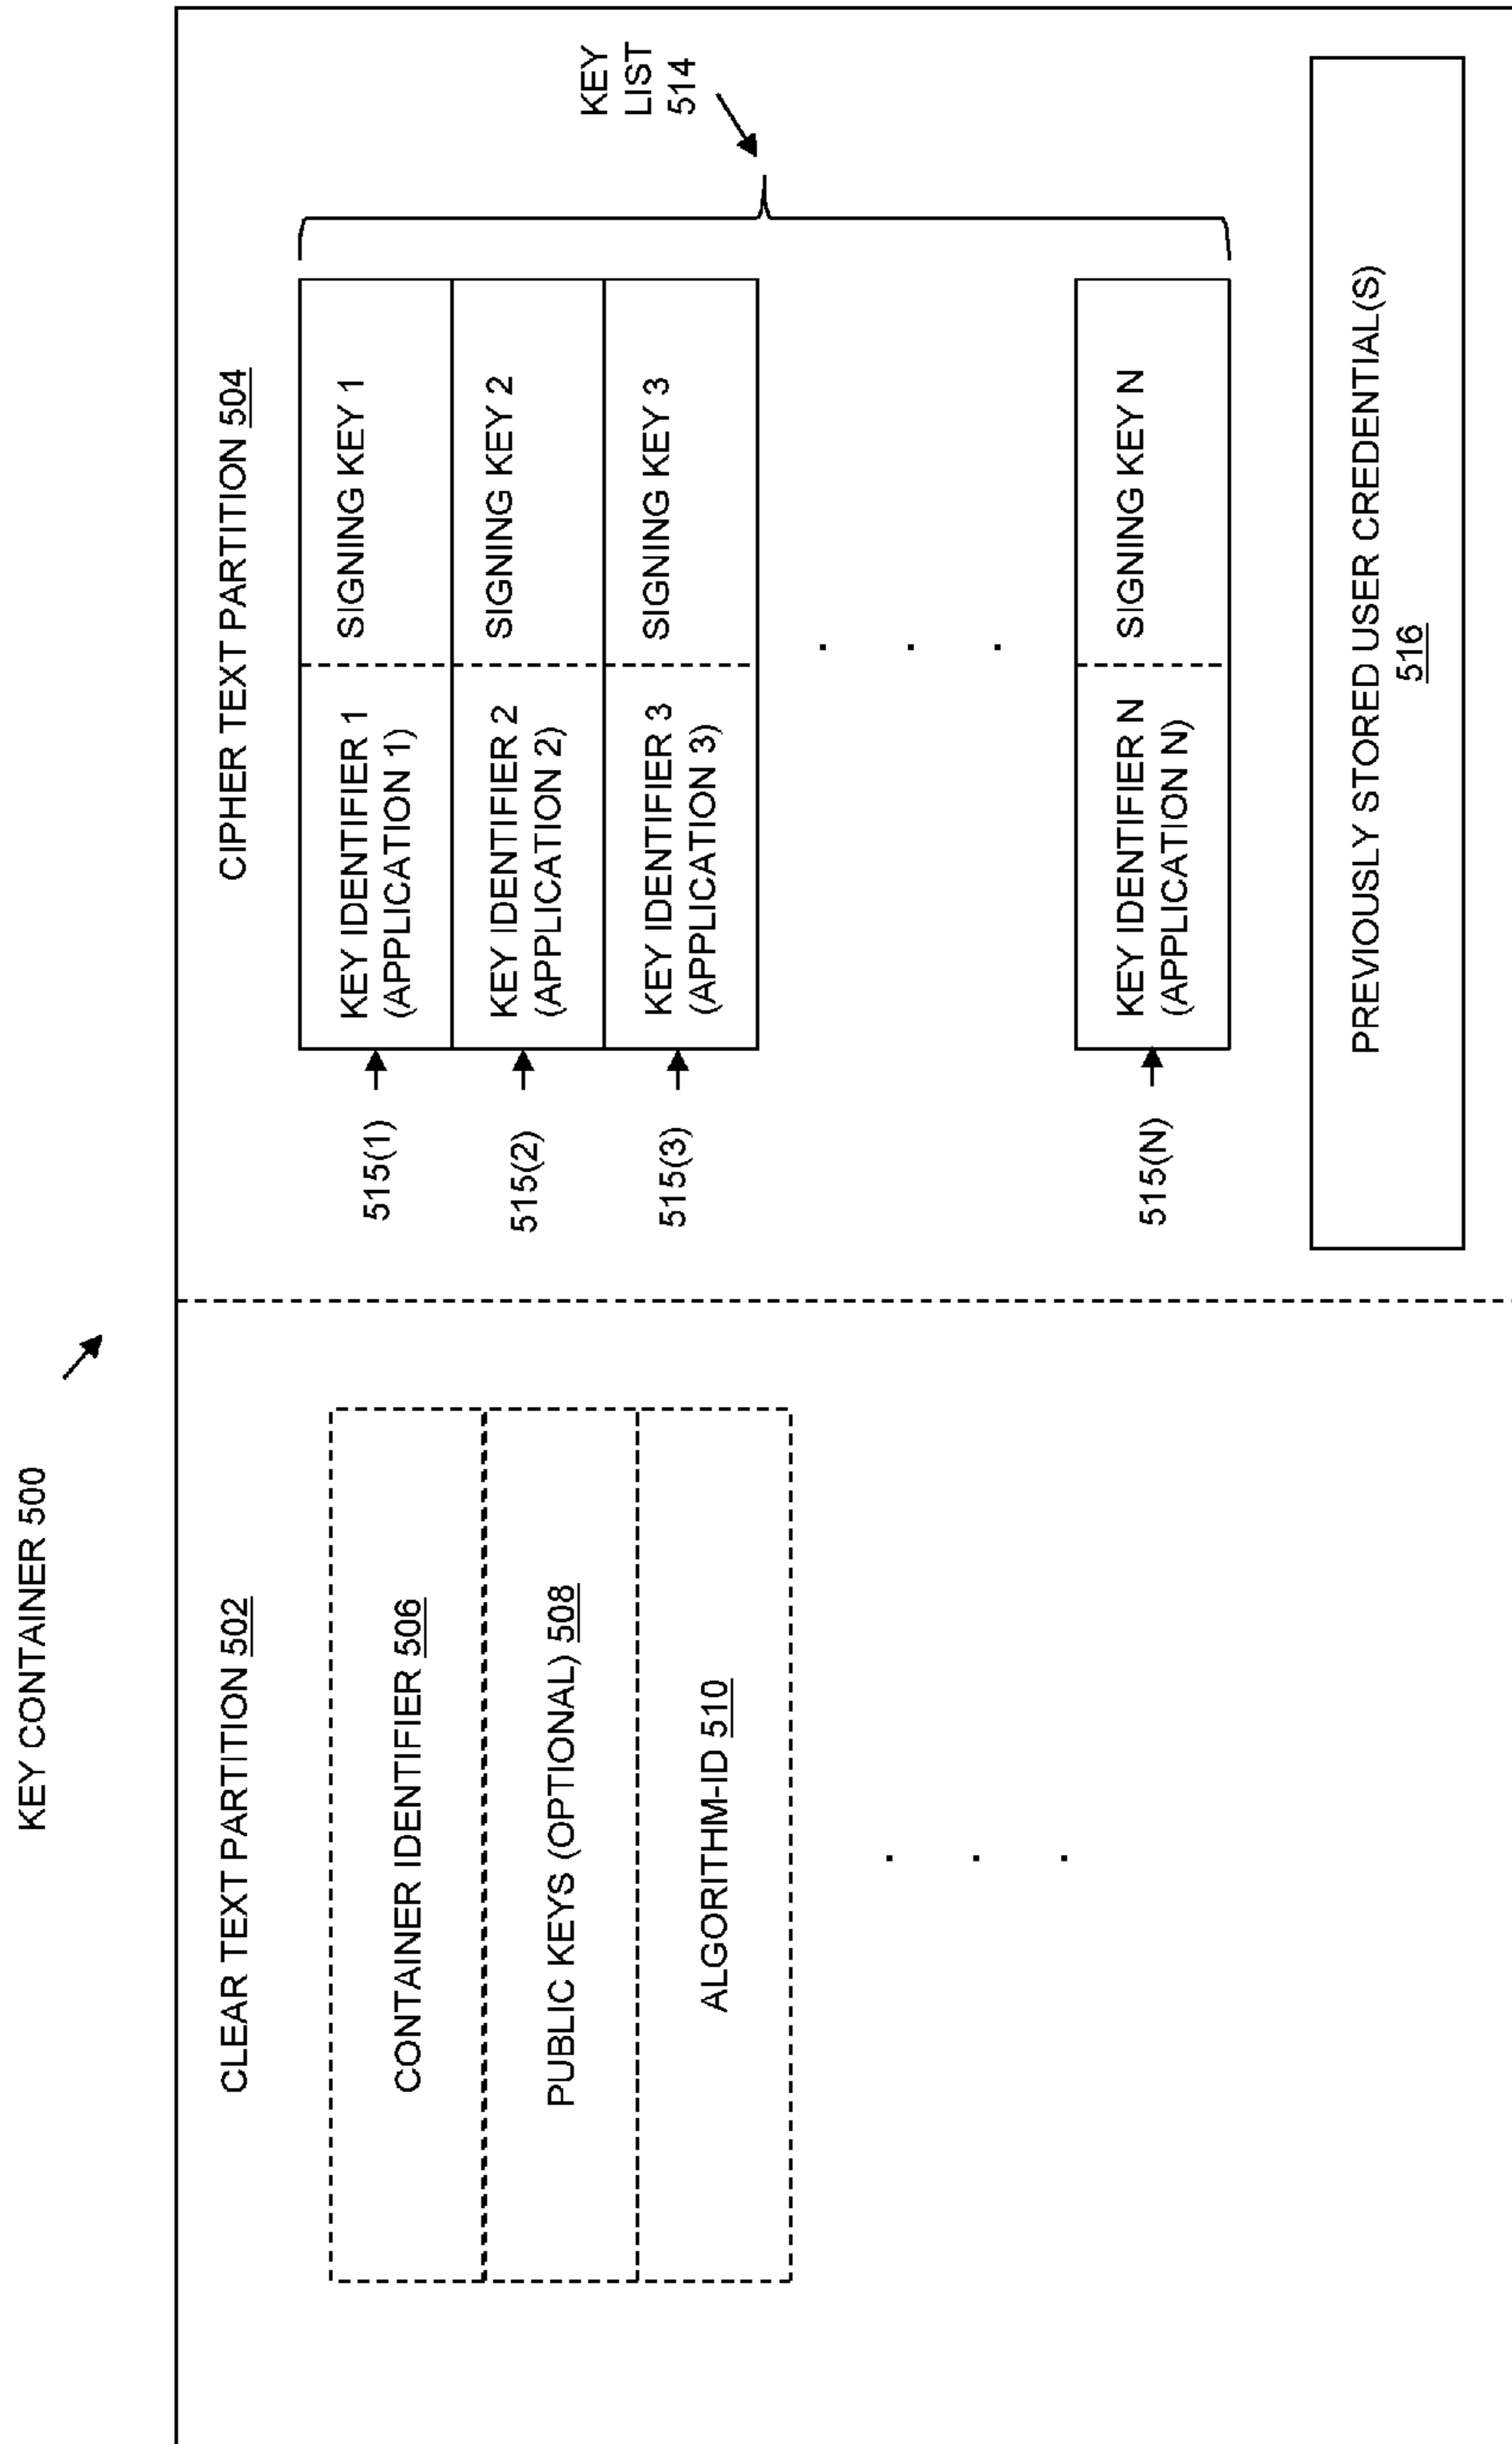 KEY CONTAINER 500
CLEAR TEXT PARTITION 502
CONTAINER IDENTIFIER 506
PUBLIC KEYS (OPTIONAL) 508
ALGORITHM-ID 510
.
.
.
CIPHER TEXT PARTITION 504
515(1)
KEY IDENTIFIER 1
(APPLICATION 1)
SIGNING KEY 1
515(2)
KEY IDENTIFIER 2
(APPLICATION 2)
SIGNING KEY 2
515(3)
KEY IDENTIFIER 3
(APPLICATION 3)
SIGNING KEY 3
.
.
.
515(N)
KEY IDENTIFIER N
(APPLICATION N)
SIGNING KEY N
KEY
LIST
514
PREVIOUSLY STORED USER CREDENTIAL(S)
516